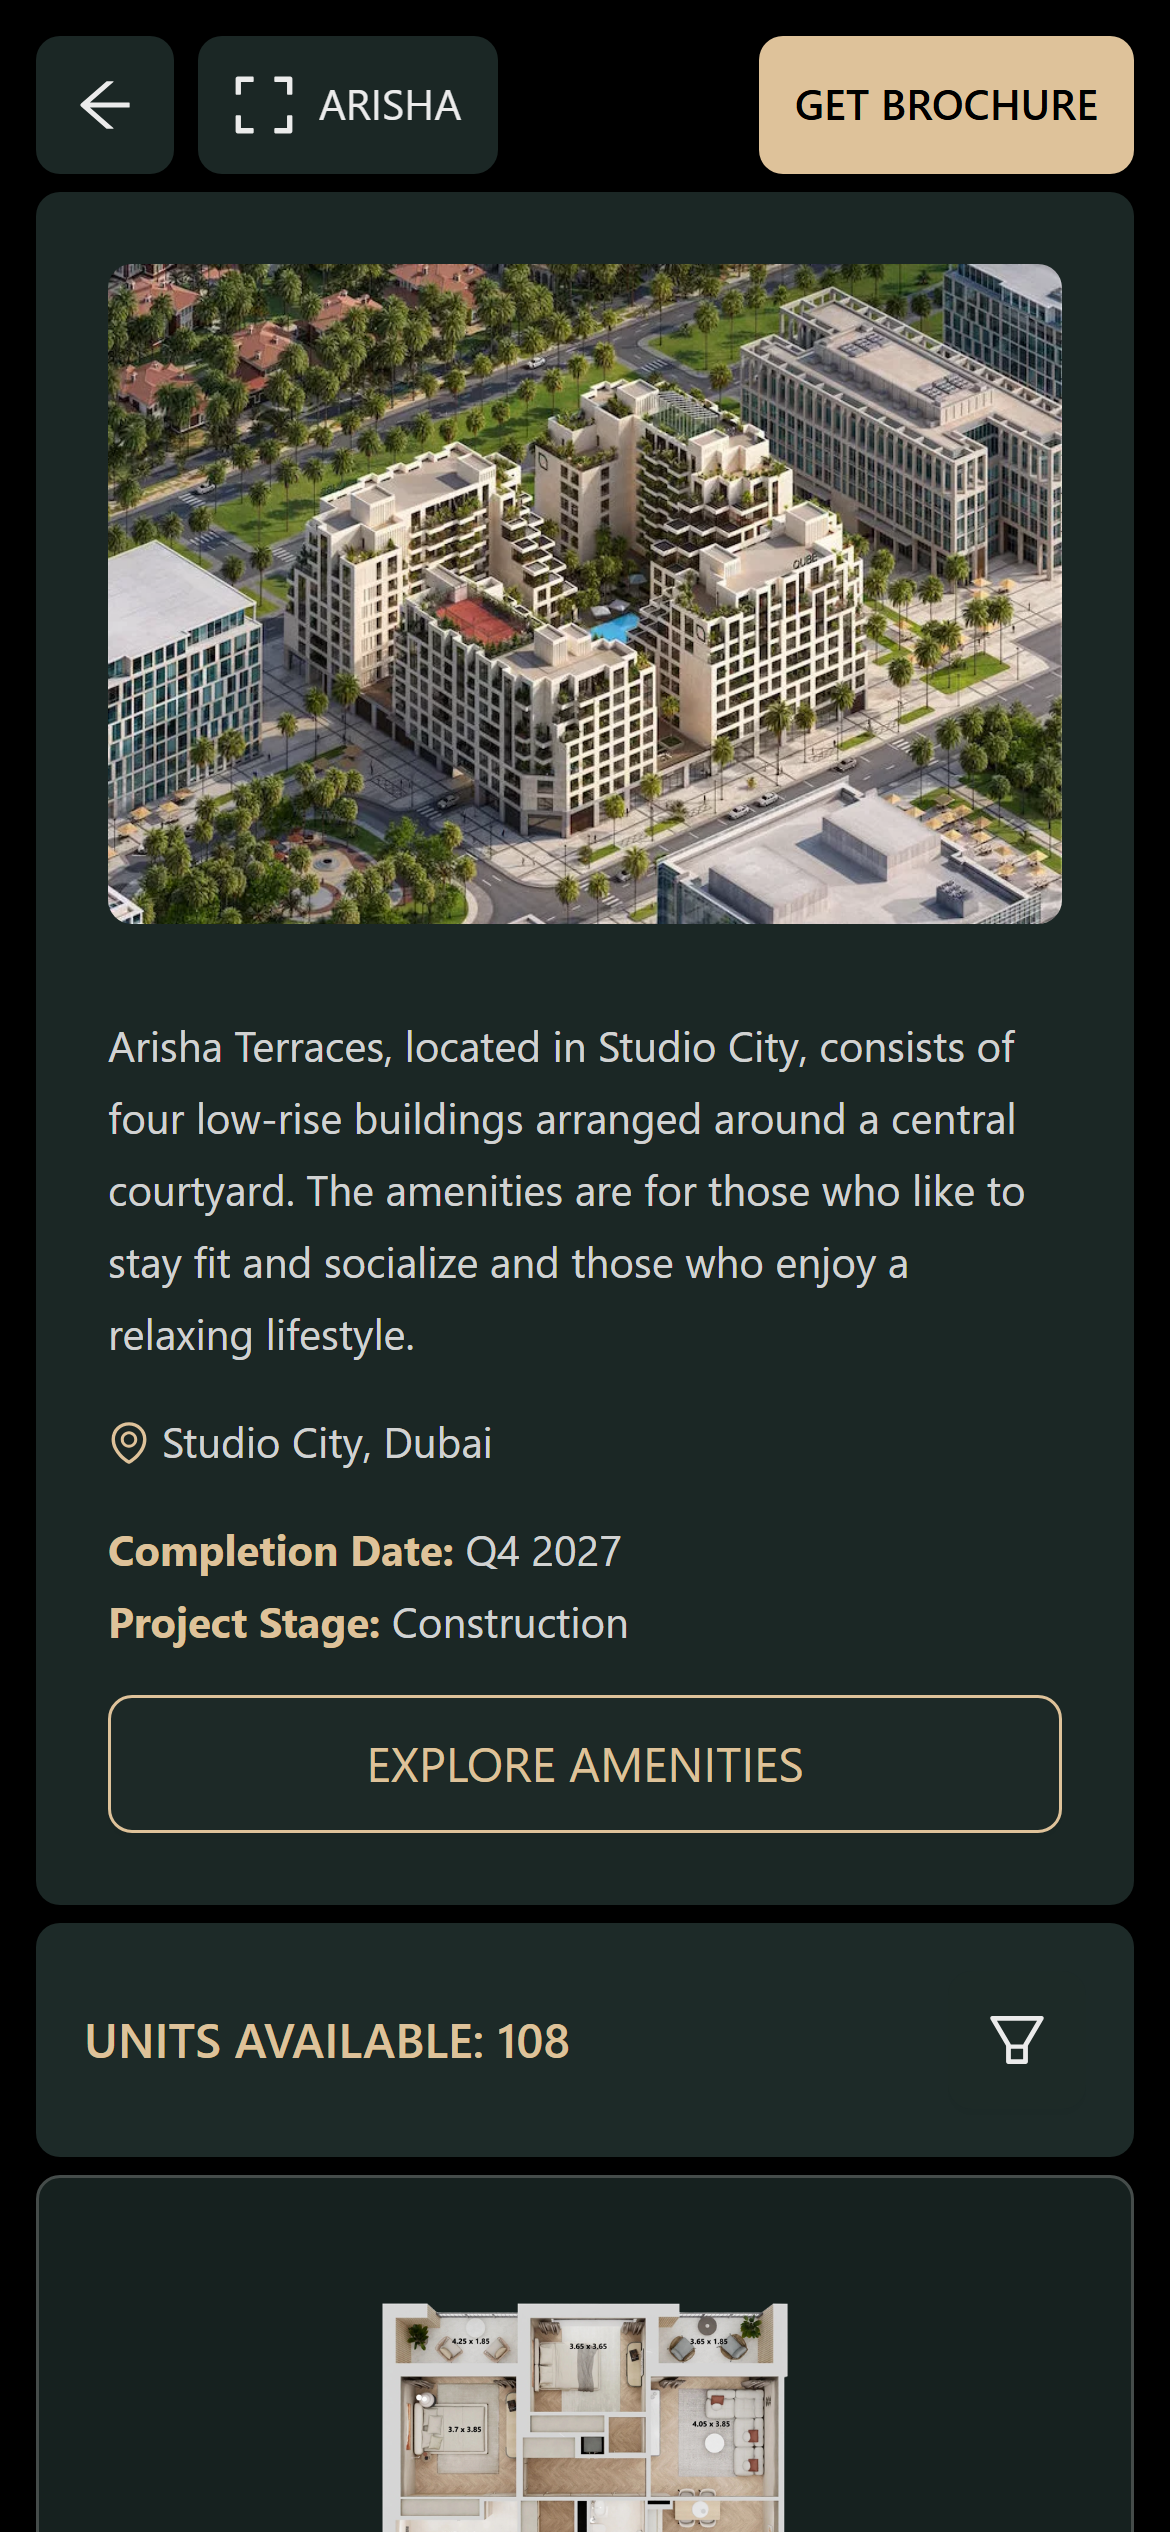 ARISHA
GET BROCHURE
QUBE
Arisha Terraces, located in Studio City, consists of
four low-rise buildings arranged around a central
courtyard. The amenities are for those who like to
stay fit and socialize and those who enjoy a
relaxing lifestyle.
Studio City, Dubai
Completion Date: Q4 2027
Project Stage: Construction
EXPLORE AMENITIES
UNITS AVAILABLE: 108
4.25 x 1.85
3.65 x 3.65
3.65 x 1.85
3.7 x 3.85
4.05 x 3.85